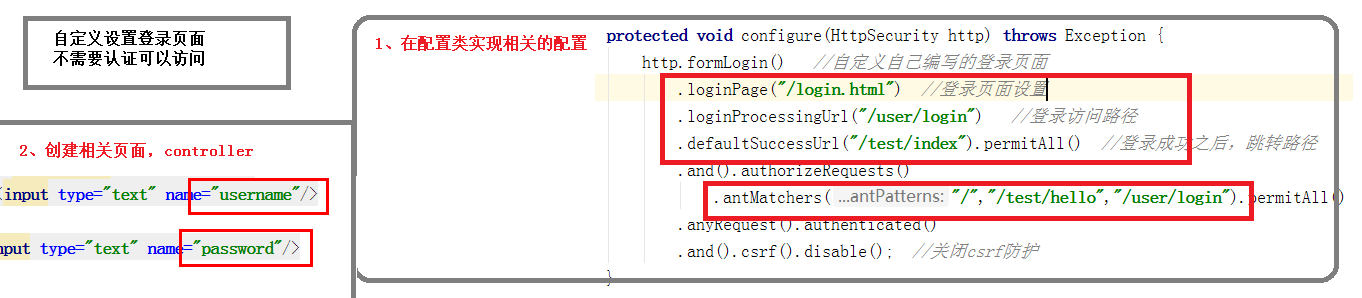 自定义设置登录页面
不需要认证可以访问
1、在配置类实现相关的配置
protected void configure(HttpSecurity http) throws Exception {
http.formLogin() //自定义自己编写的登录页面
.loginPage("/login.html") //登录页面设置
.loginProcessingUrl("/user/login") //登录访问路径
.defaultSuccessUrl("/test/index").permitAll() //登录成功之后，跳转路径
.and().authorizeRequests()
.antMatchers( ...antPatterns: "/","/test/hello","/user/login").permitAll()
.anyRequest().authenticated()
.and().csrf().disable(); //关闭csrf防护
}
2、创建相关页面，controller
<input type="text" name="username"/>
nput type="text" name="password"/>